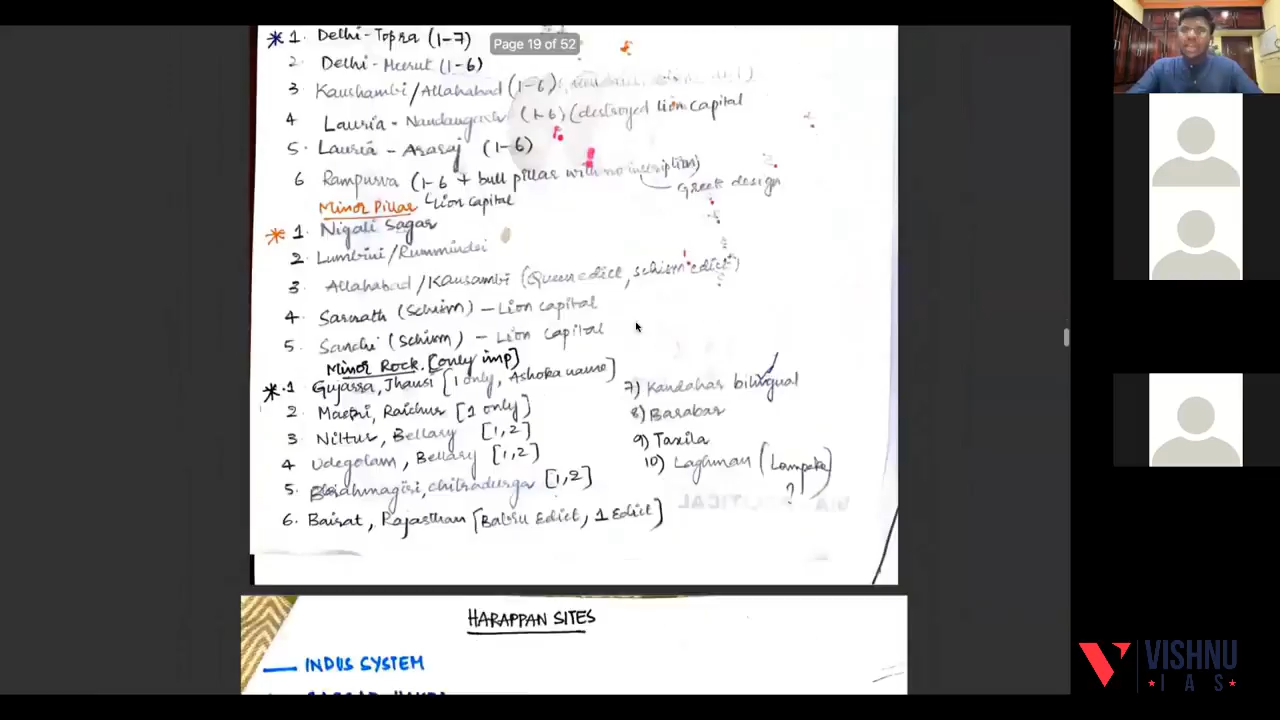 1. Delhi-Topra (1-7)
Page 19 of 52
2. Delhi-Meerut (1-6)
3 Kaushambi/Allahabad (1-6)
4 Lauria - Nandangarh (1-6) (destroyed lion capital
5. Lauria - Araraj (1-6)
6 Rampurva (1-6 + bull pillar with no inscription)
Greek design
Minor Pillar Lion capital
1. Nigali Sagar
2. Lumbini/Rummindei
3 Allahabad/Kausambi (Queen edict, schism edict)
4 Sarnath (Schism) - Lion capital
5. Sanchi (Schism) - Lion capital
Minor Rock. [only imp]
.1 Gujarra, Jhansi [1 only, Ashoka name]
2. Maski, Raichur [1 only]
3. Nittur, Bellary [1,2]
4 Udegolam, Bellary [1,2]
5. Brahmagiri, chitradurga [1,2]
6. Bairat, Rajasthan [Babru Edict, 1 Edict]
7) Kandahar bilingual
8) Barabar
9) Taxila
10) Laghman (Lampaka)
?
HARAPPAN SITES
INDUS SYSTEM
VISHNU
IAS